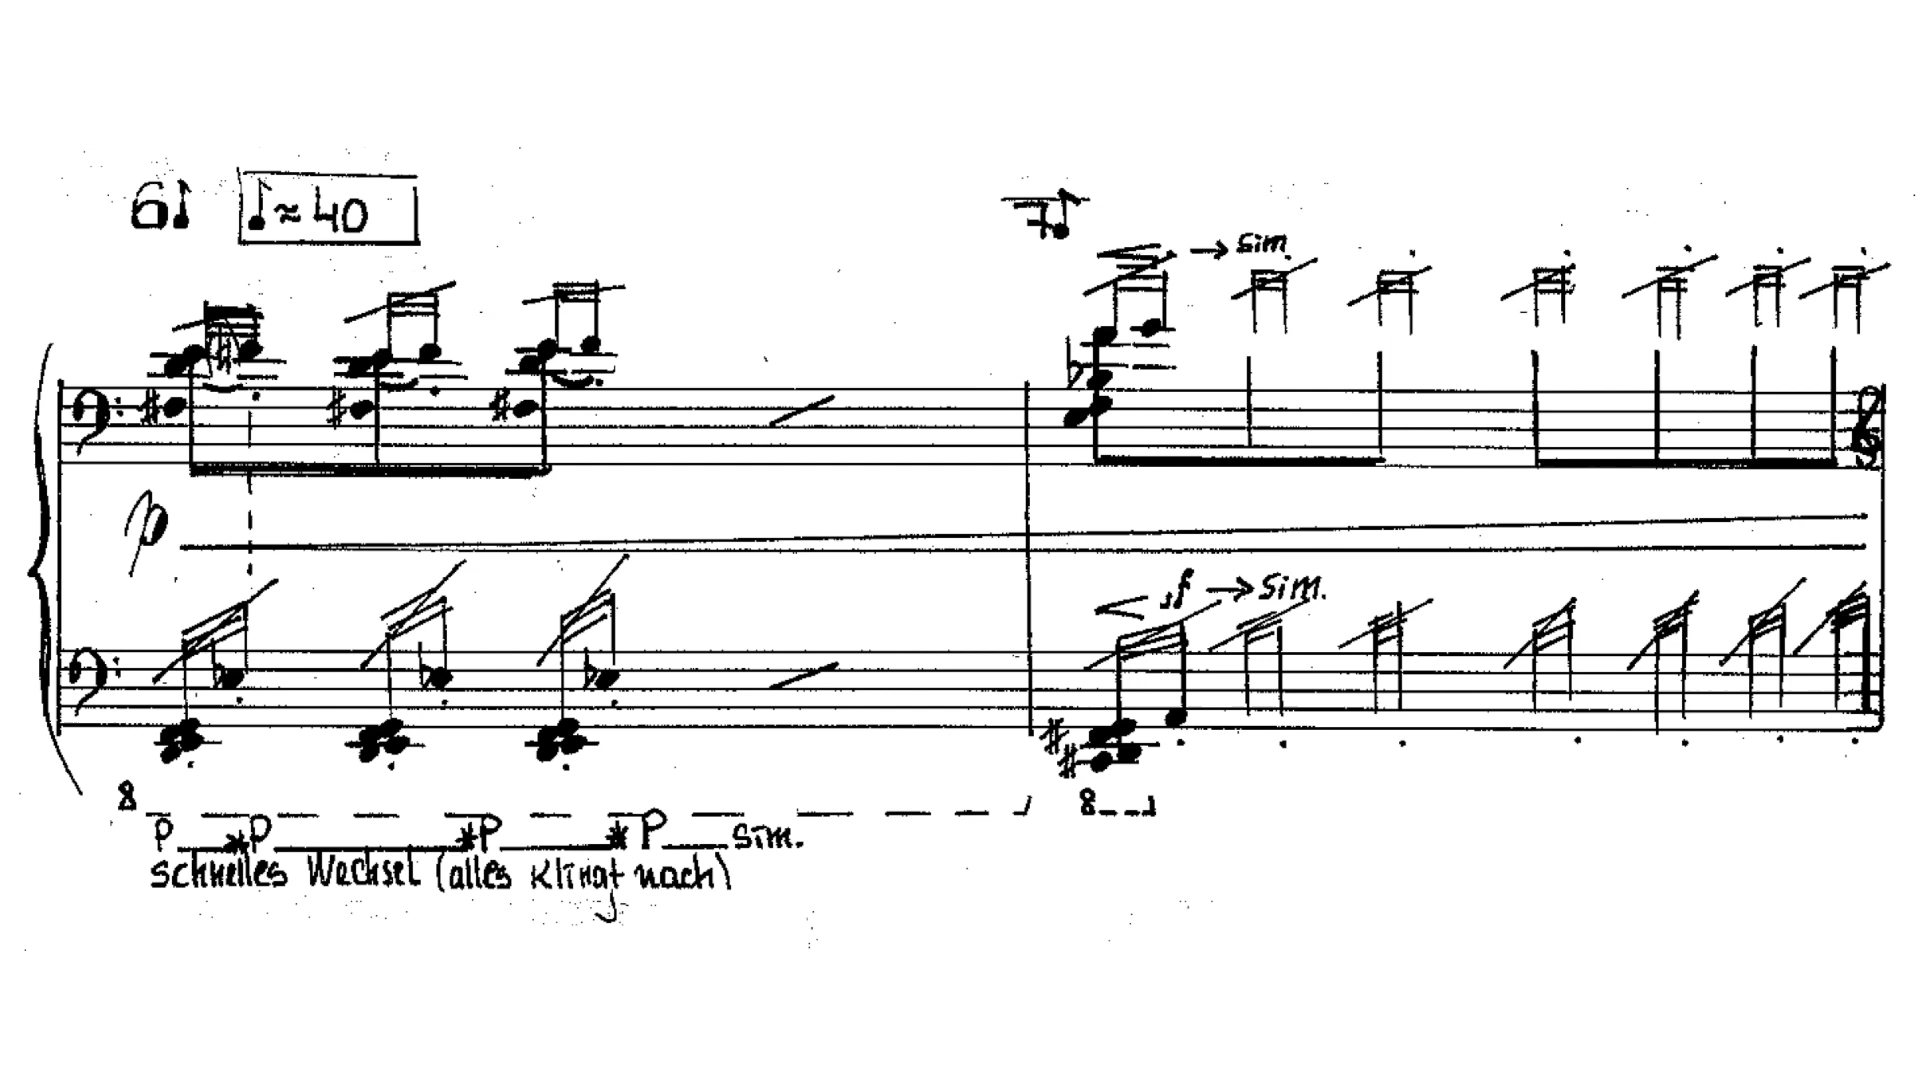 6♪ ♪ ≈ 40 7♪
→ sim.
p
f → sim.
8 8
P * P * P * P sim.
schnelles Wechsel (alles klingt nach)